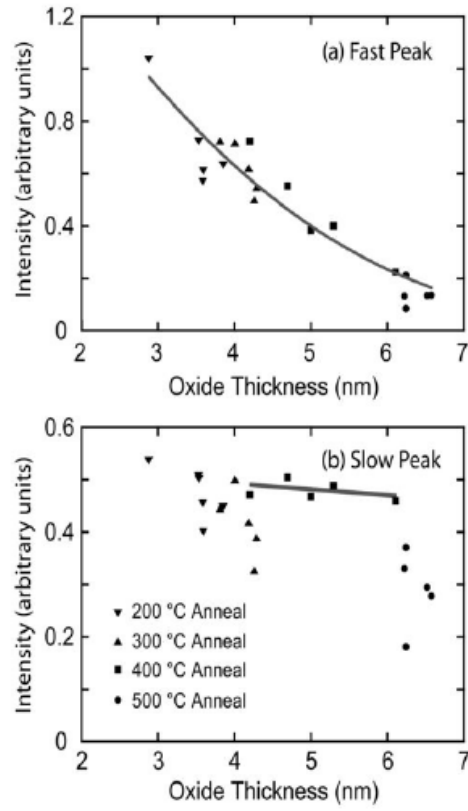 (a) Fast Peak
Intensity (arbitrary units)
1.2
0.8
0.4
0
2 3 4 5 6 7
Oxide Thickness (nm)
(b) Slow Peak
Intensity (arbitrary units)
0.6
0.4
0.2
0
▼ 200 °C Anneal
▲ 300 °C Anneal
■ 400 °C Anneal
● 500 °C Anneal
2 3 4 5 6 7
Oxide Thickness (nm)